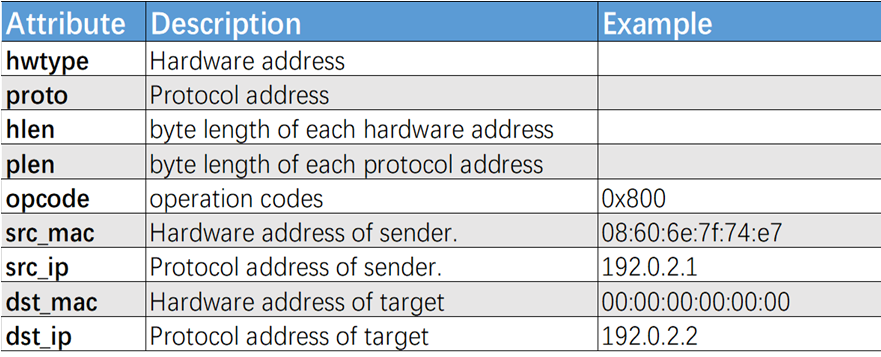 Attribute Description Example
hwtype Hardware address
proto Protocol address
hlen byte length of each hardware address
plen byte length of each protocol address
opcode operation codes 0x800
src_mac Hardware address of sender. 08:60:6e:7f:74:e7
src_ip Protocol address of sender. 192.0.2.1
dst_mac Hardware address of target 00:00:00:00:00:00
dst_ip Protocol address of target 192.0.2.2